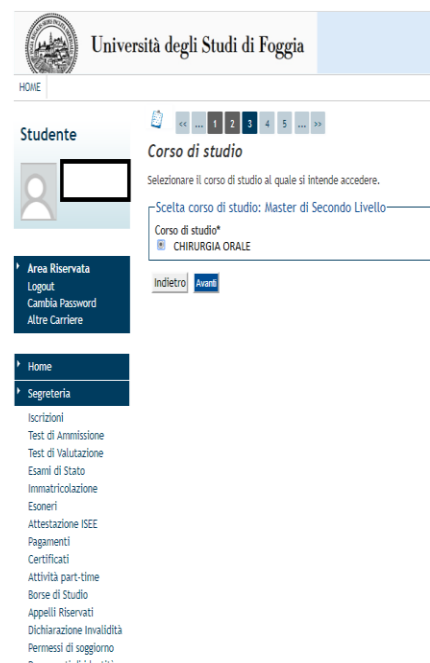 Università degli Studi di Foggia
HOME
Studente
Area Riservata
Logout
Cambia Password
Altre Carriere
Home
Segreteria
Iscrizioni
Test di Ammissione
Test di Valutazione
Esami di Stato
Immatricolazione
Esoneri
Attestazione ISEE
Pagamenti
Certificati
Attività part-time
Borse di Studio
Appelli Riservati
Dichiarazione Invalidità
Permessi di soggiorno
<< ... 1 2 3 4 5 ... >>
Corso di studio
Selezionare il corso di studio al quale si intende accedere.
Scelta corso di studio: Master di Secondo Livello
Corso di studio*
CHIRURGIA ORALE
Indietro Avanti